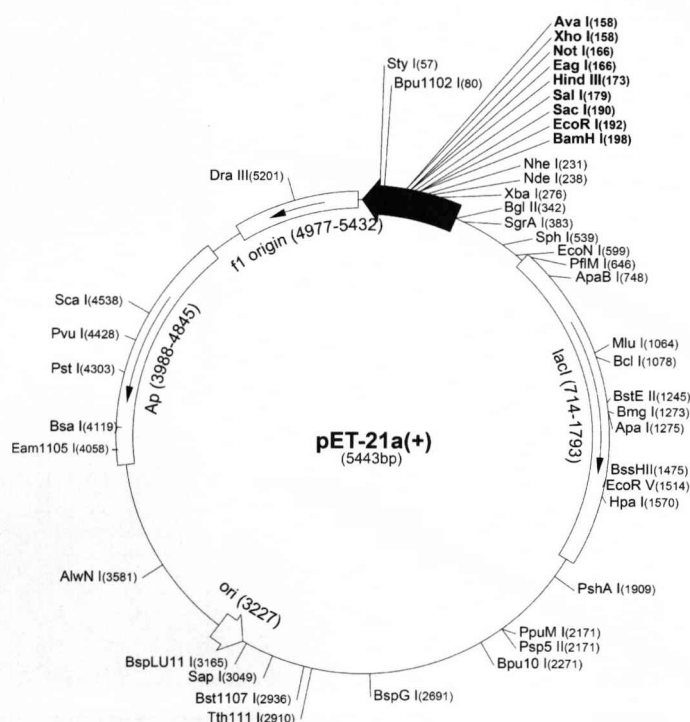 Ava I(158)
Xho I(158)
Not I(166)
Eag I(166)
Hind III(173)
Sal I(179)
Sac I(190)
EcoR I(192)
BamH I(198)
Sty I(57)
Bpu1102 I(80)
Nhe I(231)
Nde I(238)
Xba I(276)
Bgl II(342)
SgrA I(383)
Sph I(539)
EcoN I(599)
PflM I(646)
ApaB I(748)
Dra III(5201)
f1 origin (4977-5432)
Sca I(4538)
Pvu I(4428)
Pst I(4303)
Bsa I(4119)
Eam1105 I(4058)
Ap (3988-4845)
lacI (714-1793)
Mlu I(1064)
Bcl I(1078)
BstE II(1245)
Bmg I(1273)
Apa I(1275)
BssHII(1475)
EcoR V(1514)
Hpa I(1570)
pET-21a(+)
(5443bp)
AlwN I(3581)
ori (3227)
PshA I(1909)
PpuM I(2171)
Psp5 II(2171)
Bpu10 I(2271)
BspLU11 I(3165)
Sap I(3049)
Bst1107 I(2936)
Tth111 I(2910)
BspG I(2691)